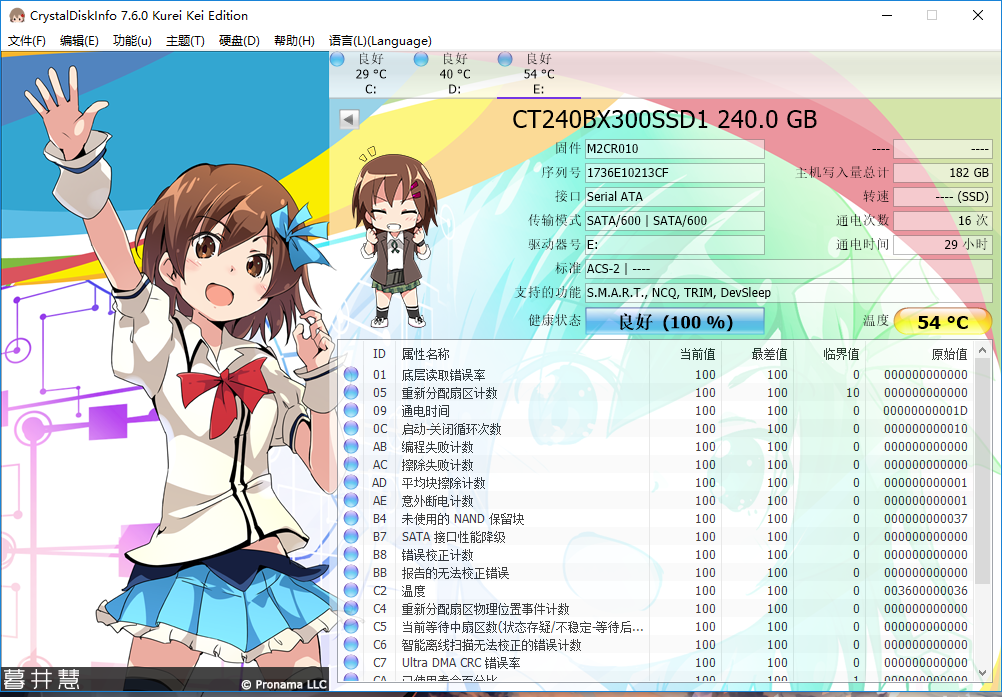 CrystalDiskInfo 7.6.0 Kurei Kei Edition
文件(F) 编辑(E) 功能(u) 主题(T) 硬盘(D) 帮助(H) 语言(L)(Language)
良好 良好 良好
29 °C 40 °C 54 °C
C: D: E:
CT240BX300SSD1 240.0 GB
固件 M2CR010 ---- ----
序列号 1736E10213CF 主机写入量总计 182 GB
接口 Serial ATA 转速 ---- (SSD)
传输模式 SATA/600 | SATA/600 通电次数 16 次
驱动器号 E: 通电时间 29 小时
标准 ACS-2 | ----
支持的功能 S.M.A.R.T., NCQ, TRIM, DevSleep
健康状态 良好 (100 %) 温度 54 °C
ID 属性名称 当前值 最差值 临界值 原始值
01 底层读取错误率 100 100 0 000000000000
05 重新分配扇区计数 100 100 10 000000000000
09 通电时间 100 100 0 00000000001D
0C 启动-关闭循环次数 100 100 0 000000000010
AB 编程失败计数 100 100 0 000000000000
AC 擦除失败计数 100 100 0 000000000000
AD 平均块擦除计数 100 100 0 000000000001
AE 意外断电计数 100 100 0 000000000001
B4 未使用的 NAND 保留块 100 100 0 000000000037
B7 SATA 接口性能降级 100 100 0 000000000000
B8 错误校正计数 100 100 0 000000000000
BB 报告的无法校正错误 100 100 0 000000000000
C2 温度 100 100 0 003600000036
C4 重新分配扇区物理位置事件计数 100 100 0 000000000000
C5 当前等待中扇区数(状态存疑/不稳定-等待后... 100 100 0 000000000000
C6 智能离线扫描无法校正的错误计数 100 100 0 000000000000
C7 Ultra DMA CRC 错误率 100 100 0 000000000000
CA 已使用寿命百分比 100 100 1 000000000000
暮井慧
© Pronama LLC